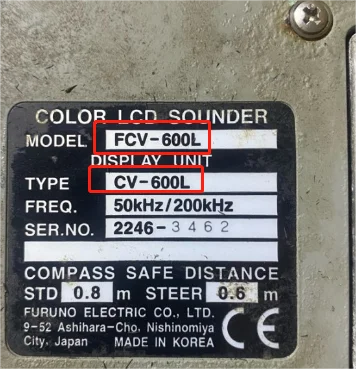 COLOR LCD SOUNDER
MODEL FCV-600L
DISPLAY UNIT
TYPE CV-600L
FREQ. 50kHz/200kHz
SER.NO. 2246-3462
COMPASS SAFE DISTANCE
STD 0.8 m STEER 0.6 m
FURUNO ELECTRIC CO., LTD.
9-52 Ashihara-Cho, Nishinomiya
City, Japan MADE IN KOREA CE